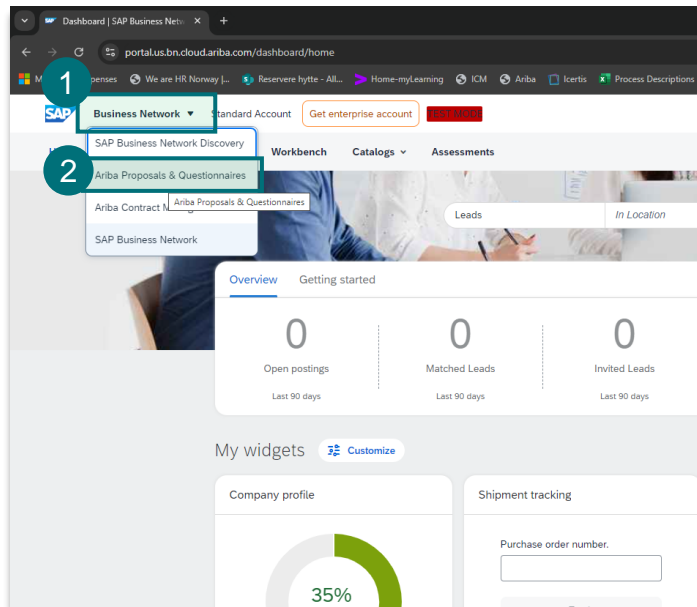 Dashboard | SAP Business Netw
portal.us.bn.cloud.ariba.com/dashboard/home
M penses We are HR Norway |... Reservere hytte - All... Home-myLearning ICM Ariba Icertis Process Descriptions
1
SAP Business Network Standard Account Get enterprise account TEST MODE
SAP Business Network Discovery
Workbench Catalogs Assessments
2
Ariba Proposals & Questionnaires
Ariba Proposals & Questionnaires
Ariba Contract M
SAP Business Network
Leads In Location
Overview Getting started
0 0 0
Open postings Matched Leads Invited Leads
Last 90 days Last 90 days Last 90 days
My widgets Customize
Company profile Shipment tracking
Purchase order number.
35%